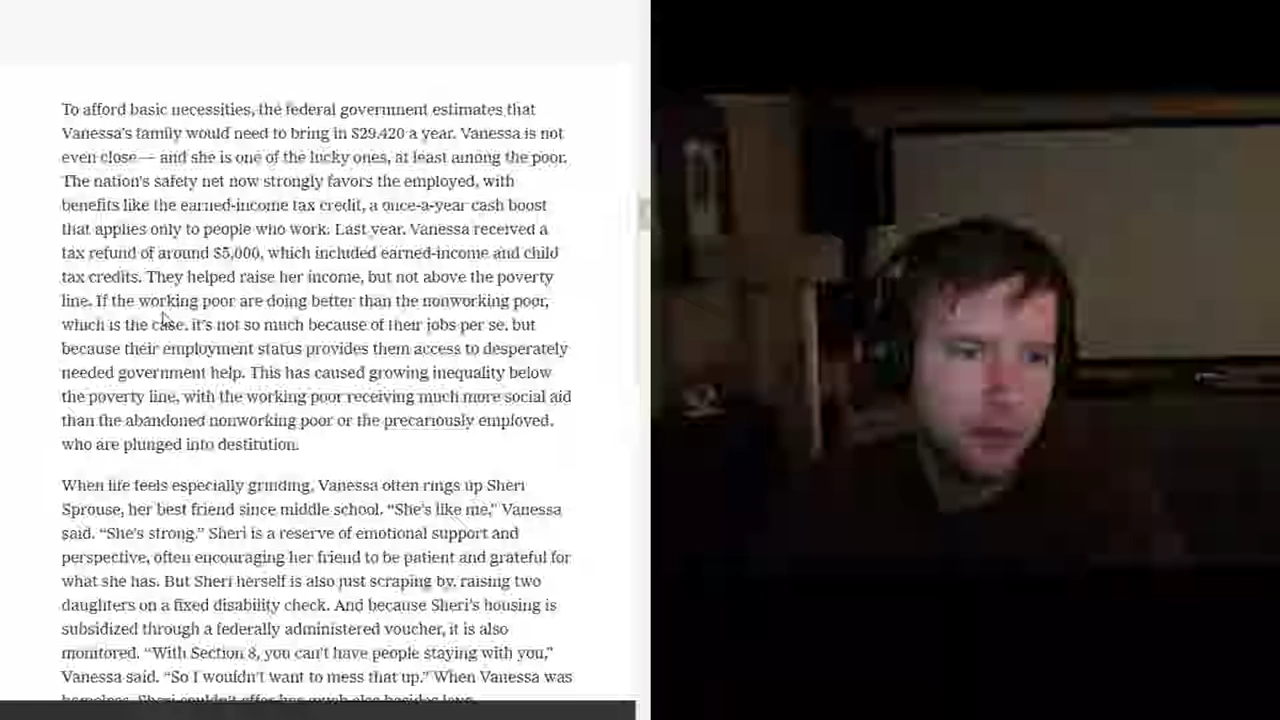 To afford basic necessities, the federal government estimates that
Vanessa's family would need to bring in $29,420 a year. Vanessa is not
even close — and she is one of the lucky ones, at least among the poor.
The nation's safety net now strongly favors the employed, with
benefits like the earned-income tax credit, a once-a-year cash boost
that applies only to people who work. Last year, Vanessa received a
tax refund of around $5,000, which included earned-income and child
tax credits. They helped raise her income, but not above the poverty
line. If the working poor are doing better than the nonworking poor,
which is the case, it's not so much because of their jobs per se, but
because their employment status provides them access to desperately
needed government help. This has caused growing inequality below
the poverty line, with the working poor receiving much more social aid
than the abandoned nonworking poor or the precariously employed,
who are plunged into destitution.
When life feels especially grinding, Vanessa often rings up Sheri
Sprouse, her best friend since middle school. “She's like me,” Vanessa
said. “She's strong.” Sheri is a reserve of emotional support and
perspective, often encouraging her friend to be patient and grateful for
what she has. But Sheri herself is also just scraping by, raising two
daughters on a fixed disability check. And because Sheri's housing is
subsidized through a federally administered voucher, it is also
monitored. “With Section 8, you can't have people staying with you,”
Vanessa said. “So I wouldn't want to mess that up.” When Vanessa was
homeless, Sheri couldn't offer her much else besides love.